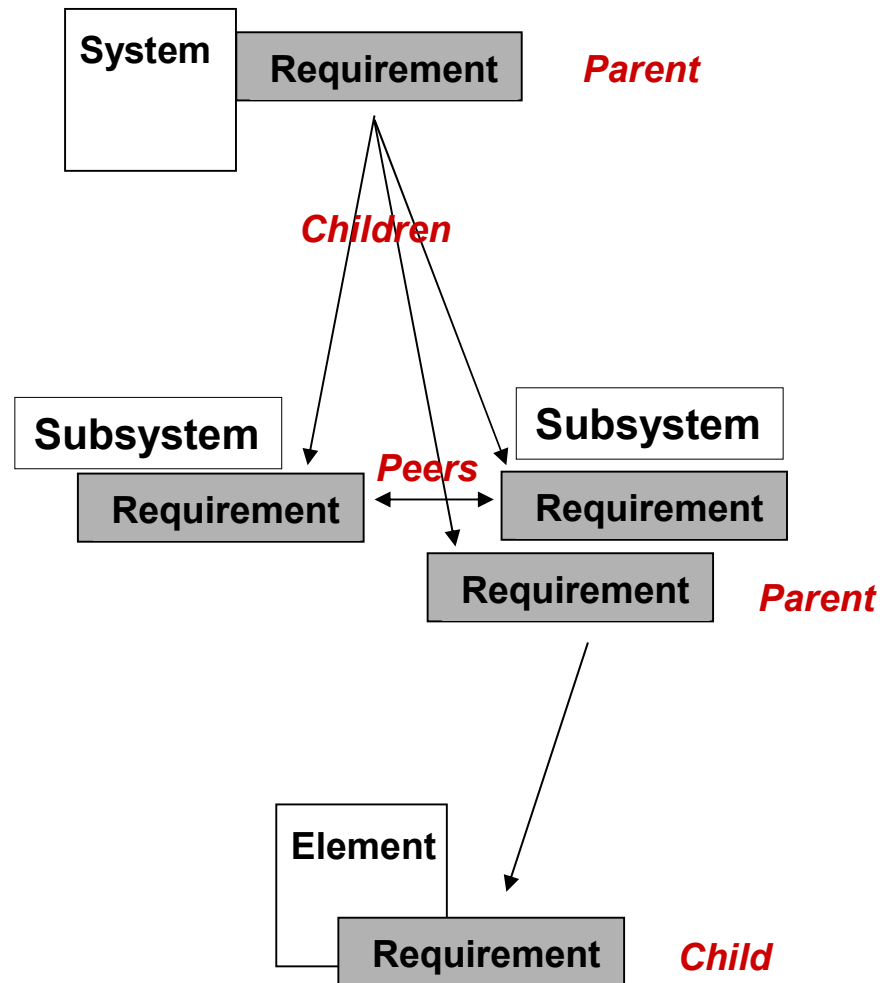 System
Requirement
Parent
Children
Subsystem
Subsystem
Peers
Requirement
Requirement
Requirement
Parent
Element
Requirement
Child